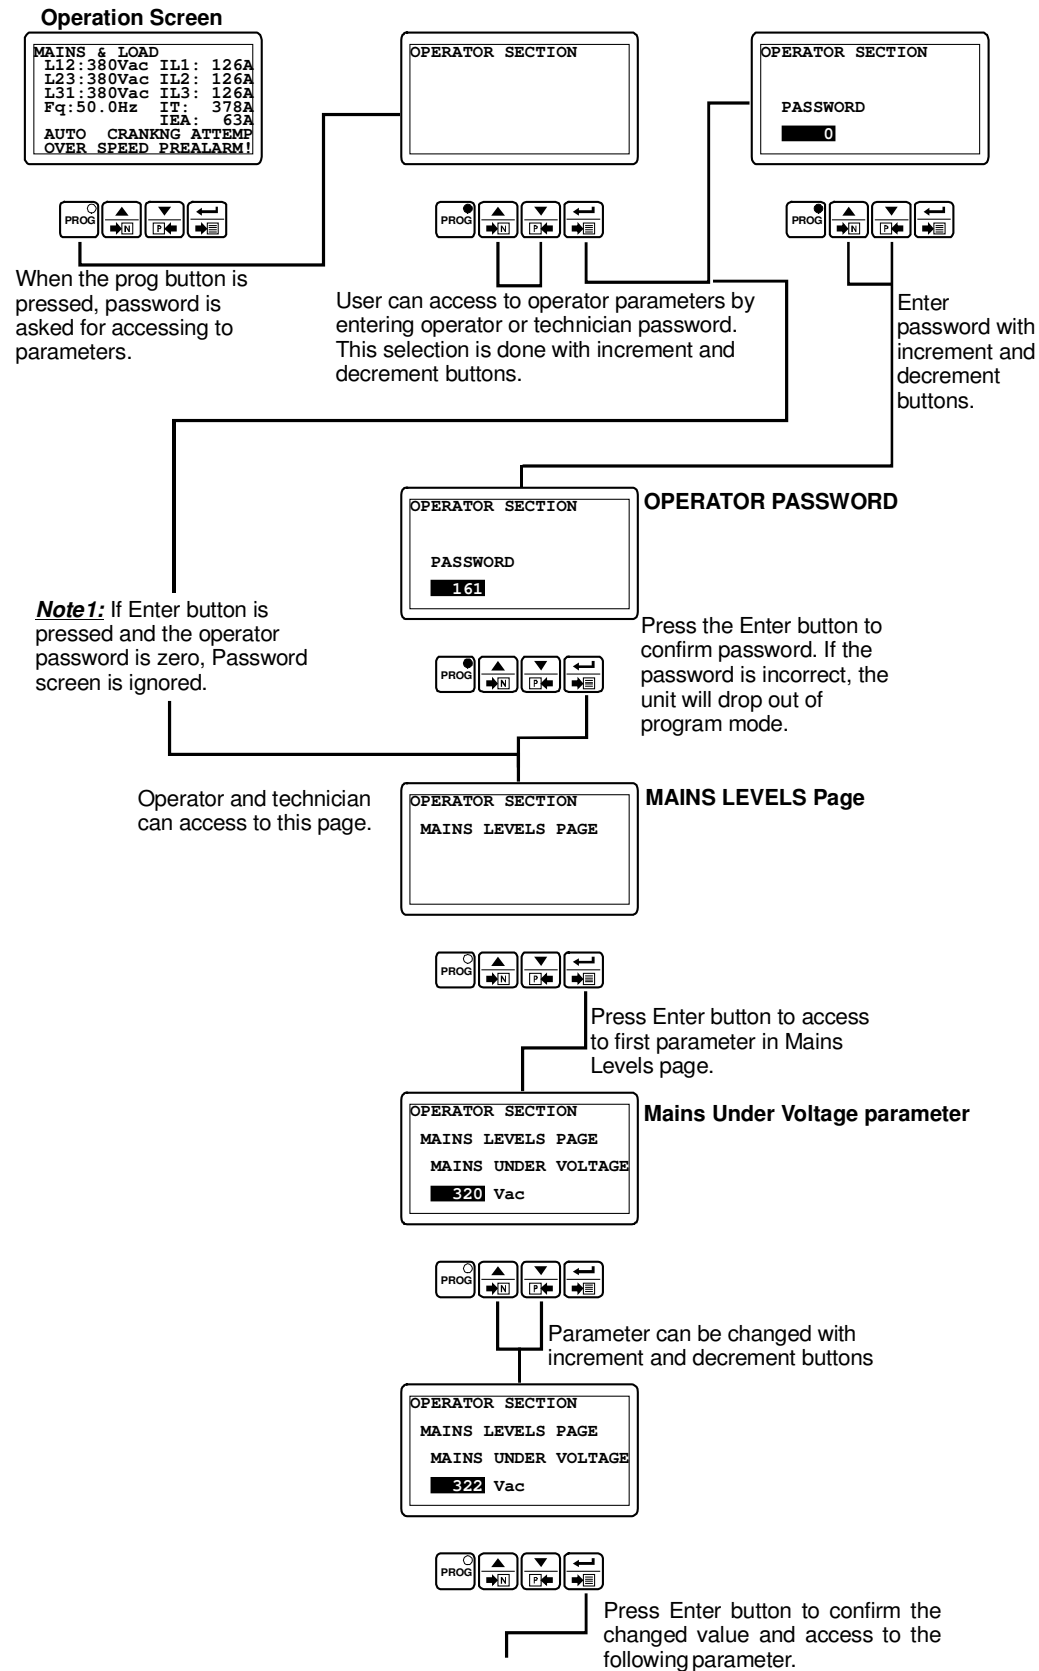 Operation Screen
MAINS & LOAD
L12:380Vac IL1: 126A
L23:380Vac IL2: 126A
L31:380Vac IL3: 126A
Fq:50.0Hz IT: 378A
IEA: 63A
AUTO CRANKNG ATTEMP
OVER SPEED PREALARM!
OPERATOR SECTION
OPERATOR SECTION
PASSWORD
0
PROG N P
PROG N P
PROG N P
When the prog button is
pressed, password is
asked for accessing to
parameters.
User can access to operator parameters by
entering operator or technician password.
This selection is done with increment and
decrement buttons.
Enter
password with
increment and
decrement
buttons.
OPERATOR SECTION
PASSWORD
161
OPERATOR PASSWORD
Note1: If Enter button is
pressed and the operator
password is zero, Password
screen is ignored.
Press the Enter button to
confirm password. If the
password is incorrect, the
unit will drop out of
program mode.
PROG N P
Operator and technician
can access to this page.
OPERATOR SECTION
MAINS LEVELS PAGE
MAINS LEVELS Page
PROG N P
Press Enter button to access
to first parameter in Mains
Levels page.
OPERATOR SECTION
MAINS LEVELS PAGE
MAINS UNDER VOLTAGE
320 Vac
Mains Under Voltage parameter
PROG N P
Parameter can be changed with
increment and decrement buttons
OPERATOR SECTION
MAINS LEVELS PAGE
MAINS UNDER VOLTAGE
322 Vac
PROG N P
Press Enter button to confirm the
changed value and access to the
following parameter.